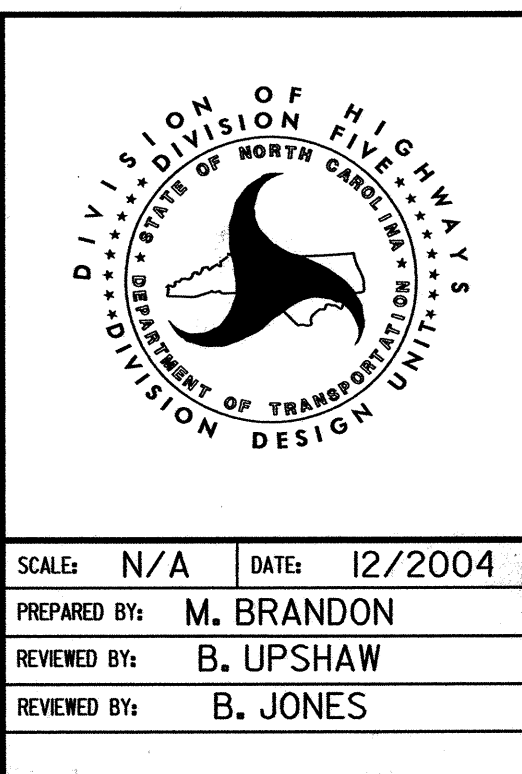 DIVISION OF HIGHWAYS
DIVISION FIVE
STATE OF NORTH CAROLINA
DEPARTMENT OF TRANSPORTATION
DIVISION DESIGN UNIT
SCALE: N/A DATE: 12/2004
PREPARED BY: M. BRANDON
REVIEWED BY: B. UPSHAW
REVIEWED BY: B. JONES